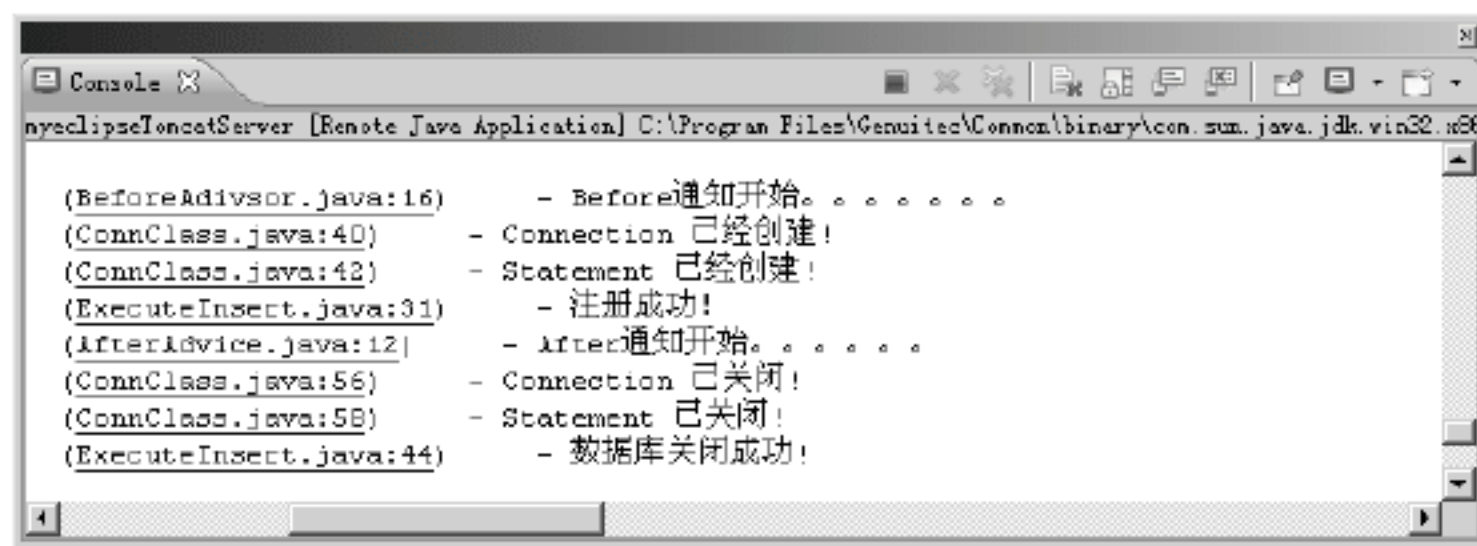 Console
myeclipseTomcatServer [Remote Java Application] C:\Program Files\Genuitec\Common\binary\com.sun.java.jdk.win32.x86
(BeforeAdivsor.java:16) - Before通知开始。。。。。。。
(ConnClass.java:40) - Connection 已经创建!
(ConnClass.java:42) - Statement 已经创建!
(ExecuteInsert.java:31) - 注册成功!
(AfterAdvice.java:12) - After通知开始。。。。。。
(ConnClass.java:56) - Connection 已关闭!
(ConnClass.java:58) - Statement 已关闭!
(ExecuteInsert.java:44) - 数据库关闭成功!